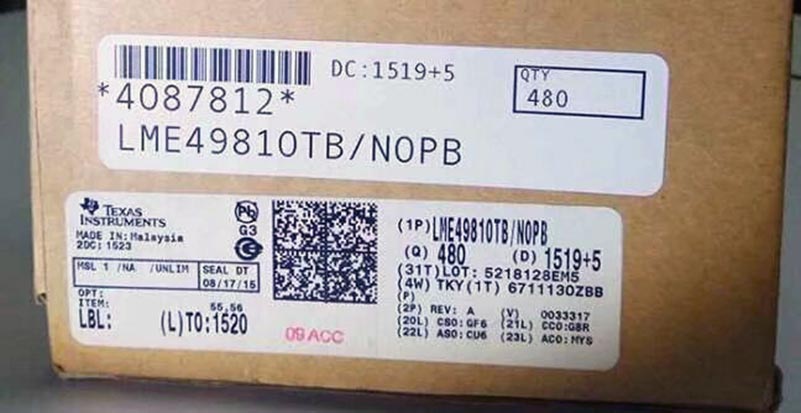 DC:1519+5
QTY
480
*4087812*
LME49810TB/NOPB
TEXAS
INSTRUMENTS
MADE IN: Malaysia
2DC: 1523
Pb
G3
MSL 1 /NA /UNLIM
SEAL DT
08/17/15
OPT:
ITEM:
55,56
LBL: (L)TO:1520
09 ACC
(1P)LME49810TB/NOPB
(Q) 480 (D) 1519+5
(31T)LOT: 5218128EM5
(4W) TKY(1T) 6711130ZBB
(P)
(2P) REV: A (V) 0033317
(20L) CSO: GF6 (21L) CCO:GBR
(22L) ASO: CU6 (23L) ACO: MYS